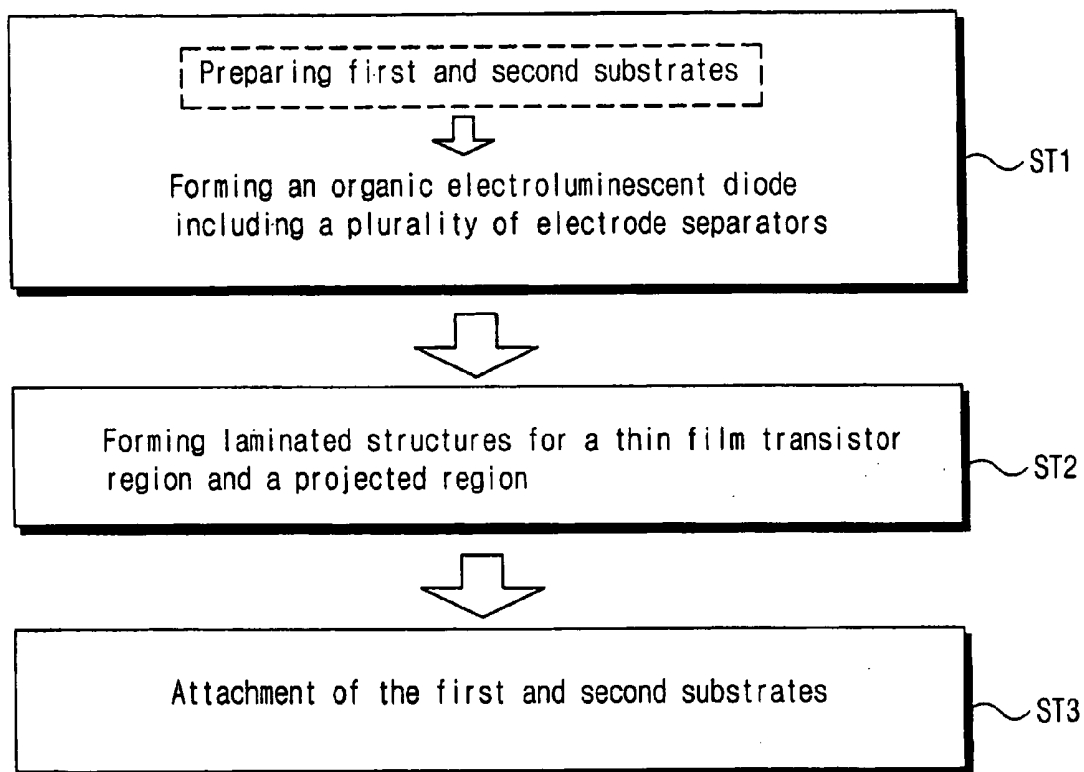 Preparing first and second substrates
Forming an organic electroluminescent diode
including a plurality of electrode separators
ST1
Forming laminated structures for a thin film transistor
region and a projected region
ST2
Attachment of the first and second substrates
ST3